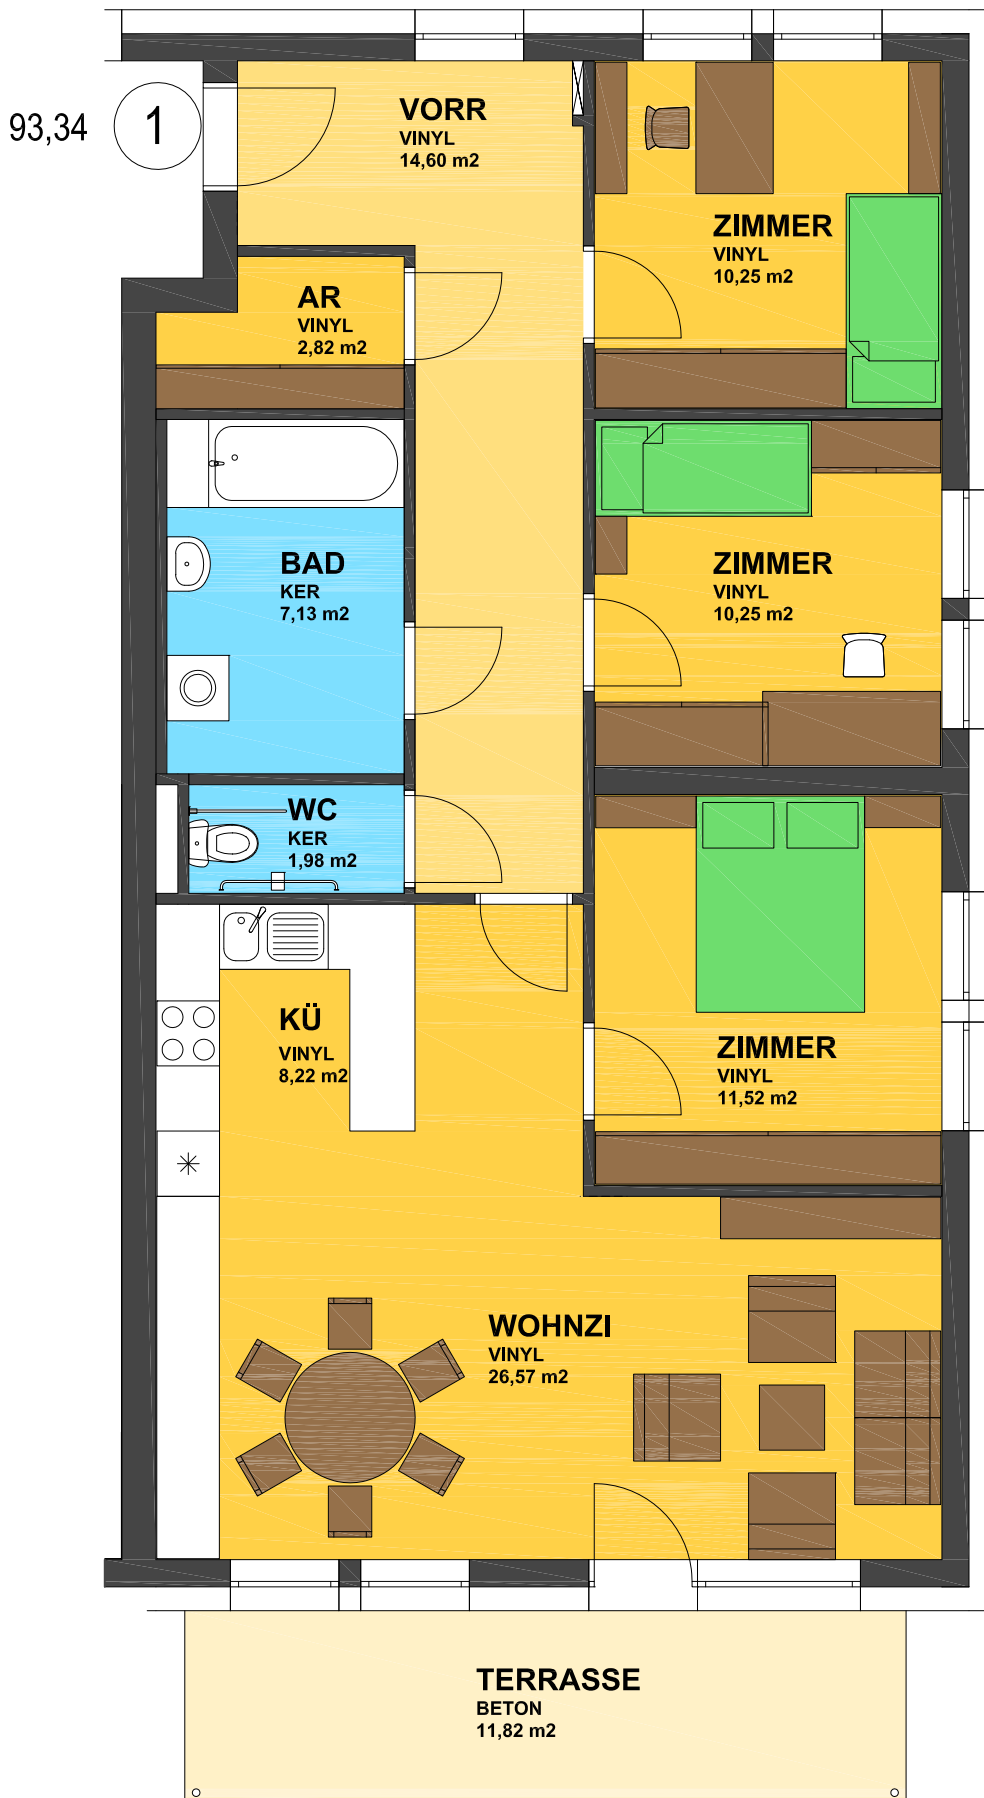 93,34
1
VORR
VINYL
14,60 m2
ZIMMER
VINYL
10,25 m2
AR
VINYL
2,82 m2
BAD
KER
7,13 m2
ZIMMER
VINYL
10,25 m2
WC
KER
1,98 m2
KÜ
VINYL
8,22 m2
ZIMMER
VINYL
11,52 m2
WOHNZI
VINYL
26,57 m2
TERRASSE
BETON
11,82 m2